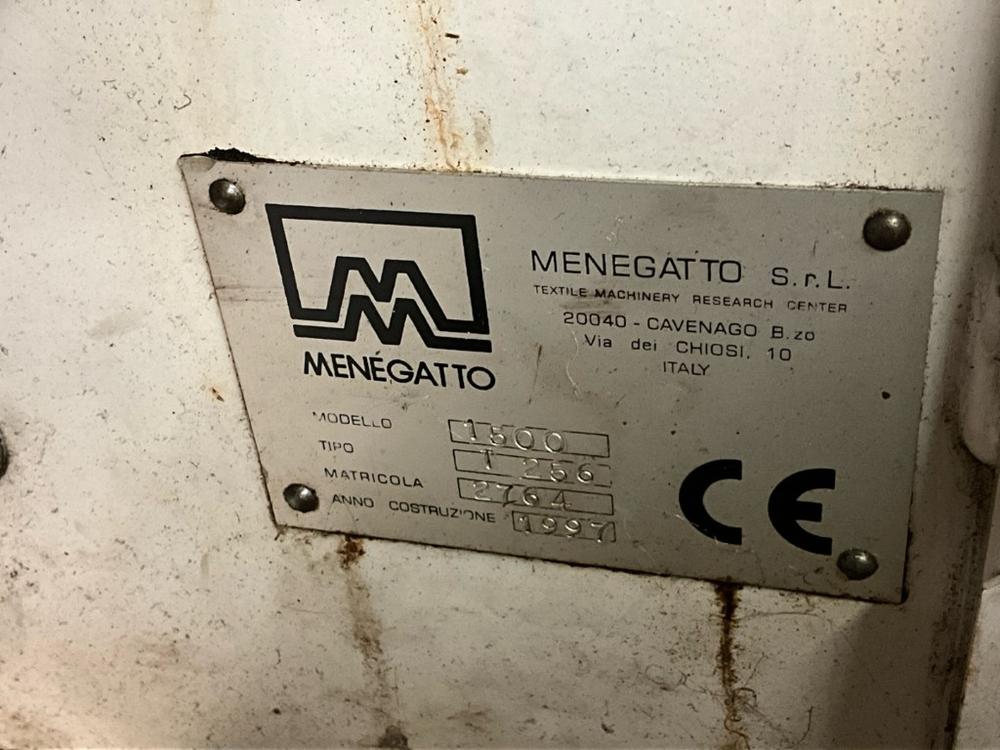 MENÉGATTO
MENEGATTO S.r.L.
TEXTILE MACHINERY RESEARCH CENTER
20040 - CAVENAGO B.zo
Via dei CHIOSI, 10
ITALY
MODELLO 1500
TIPO T 256
MATRICOLA 2764
ANNO COSTRUZIONE 1997
CE